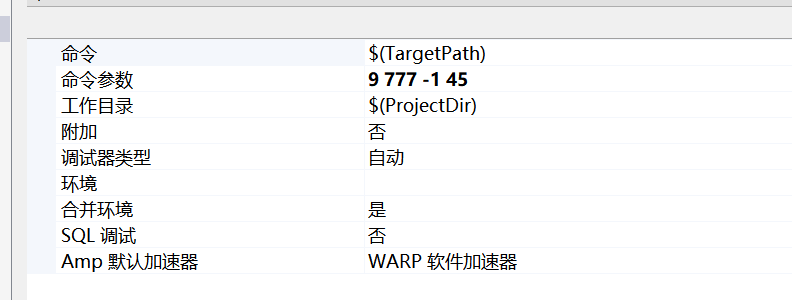 命令 $(TargetPath)
命令参数 9 777 -1 45
工作目录 $(ProjectDir)
附加 否
调试器类型 自动
环境
合并环境 是
SQL 调试 否
Amp 默认加速器 WARP 软件加速器